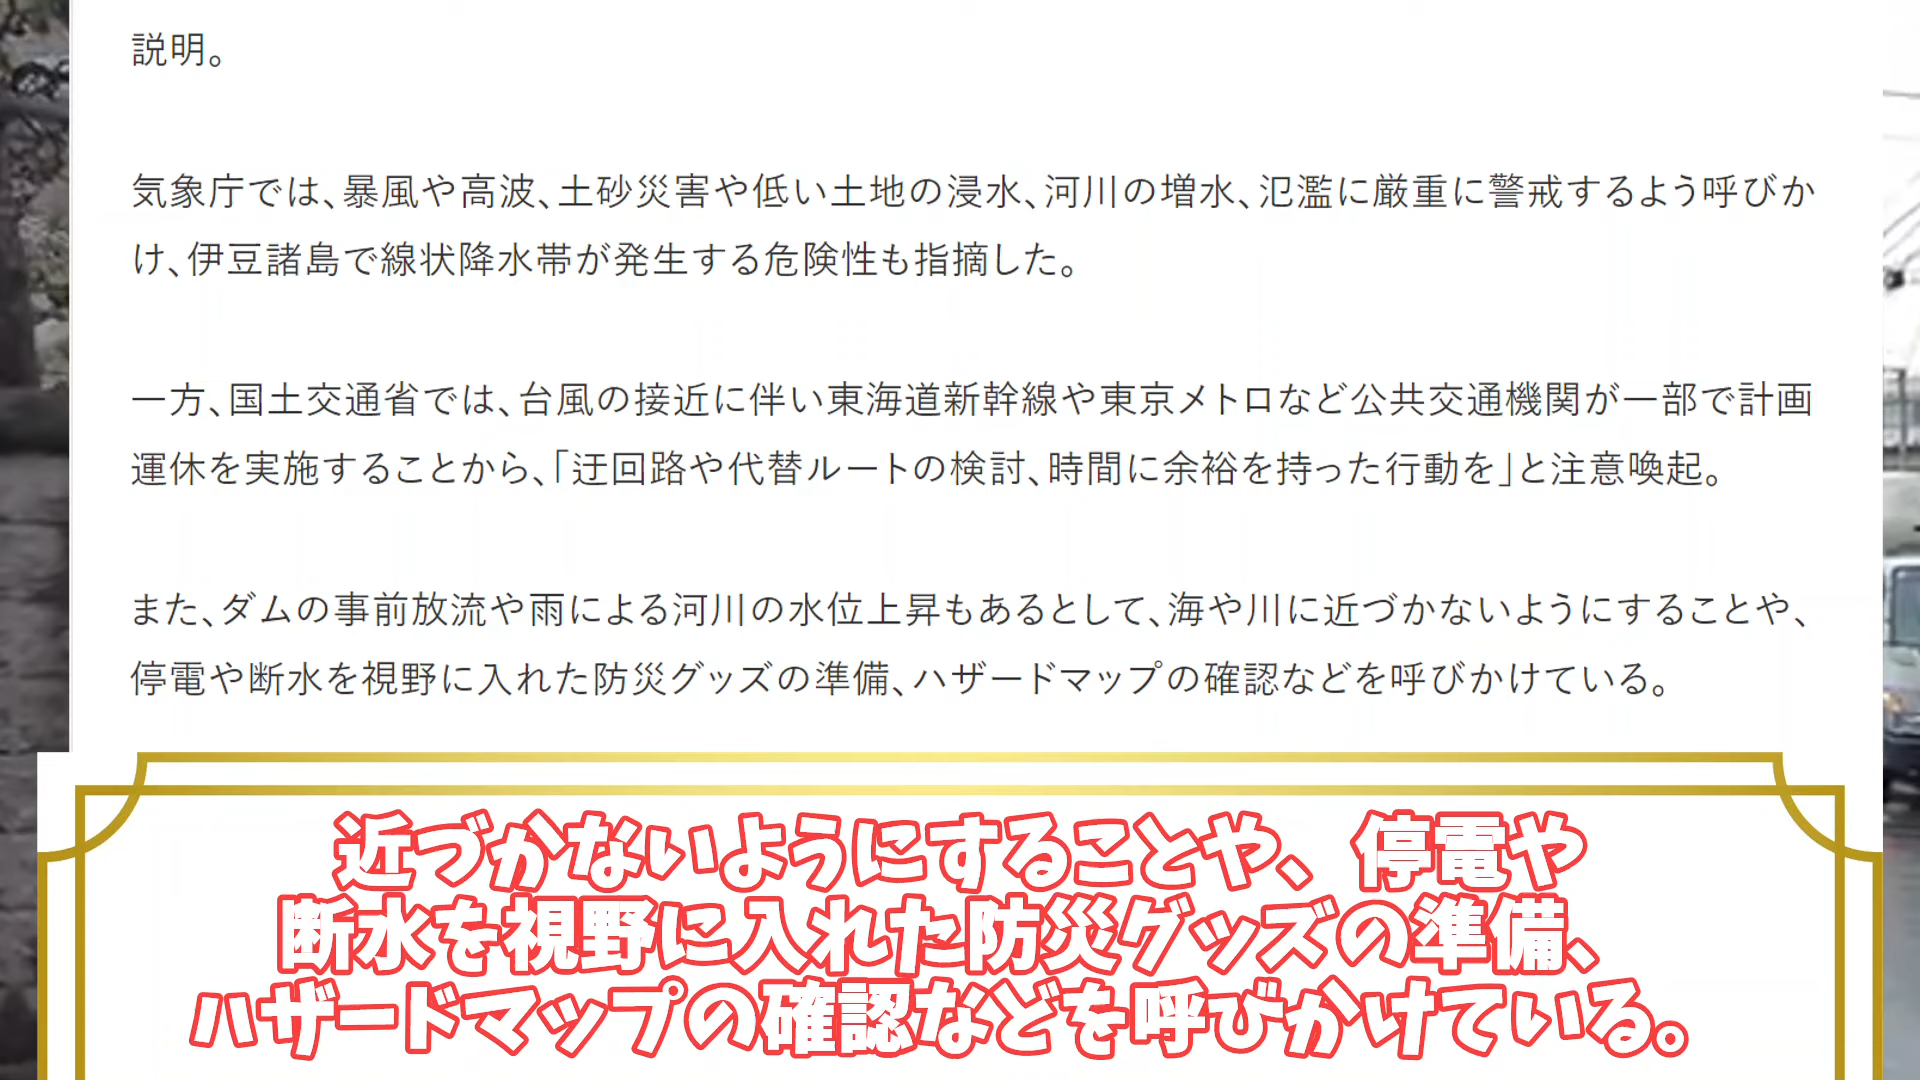 説明。
気象庁では、暴風や高波、土砂災害や低い土地の浸水、河川の増水、氾濫に厳重に警戒するよう呼びか
け、伊豆諸島で線状降水帯が発生する危険性も指摘した。
一方、国土交通省では、台風の接近に伴い東海道新幹線や東京メトロなど公共交通機関が一部で計画
運休を実施することから、「迂回路や代替ルートの検討、時間に余裕を持った行動を」と注意喚起。
また、ダムの事前放流や雨による河川の水位上昇もあるとして、海や川に近づかないようにすることや、
停電や断水を視野に入れた防災グッズの準備、ハザードマップの確認などを呼びかけている。
近づかないようにすることや、停電や
断水を視野に入れた防災グッズの準備、
ハザードマップの確認などを呼びかけている。